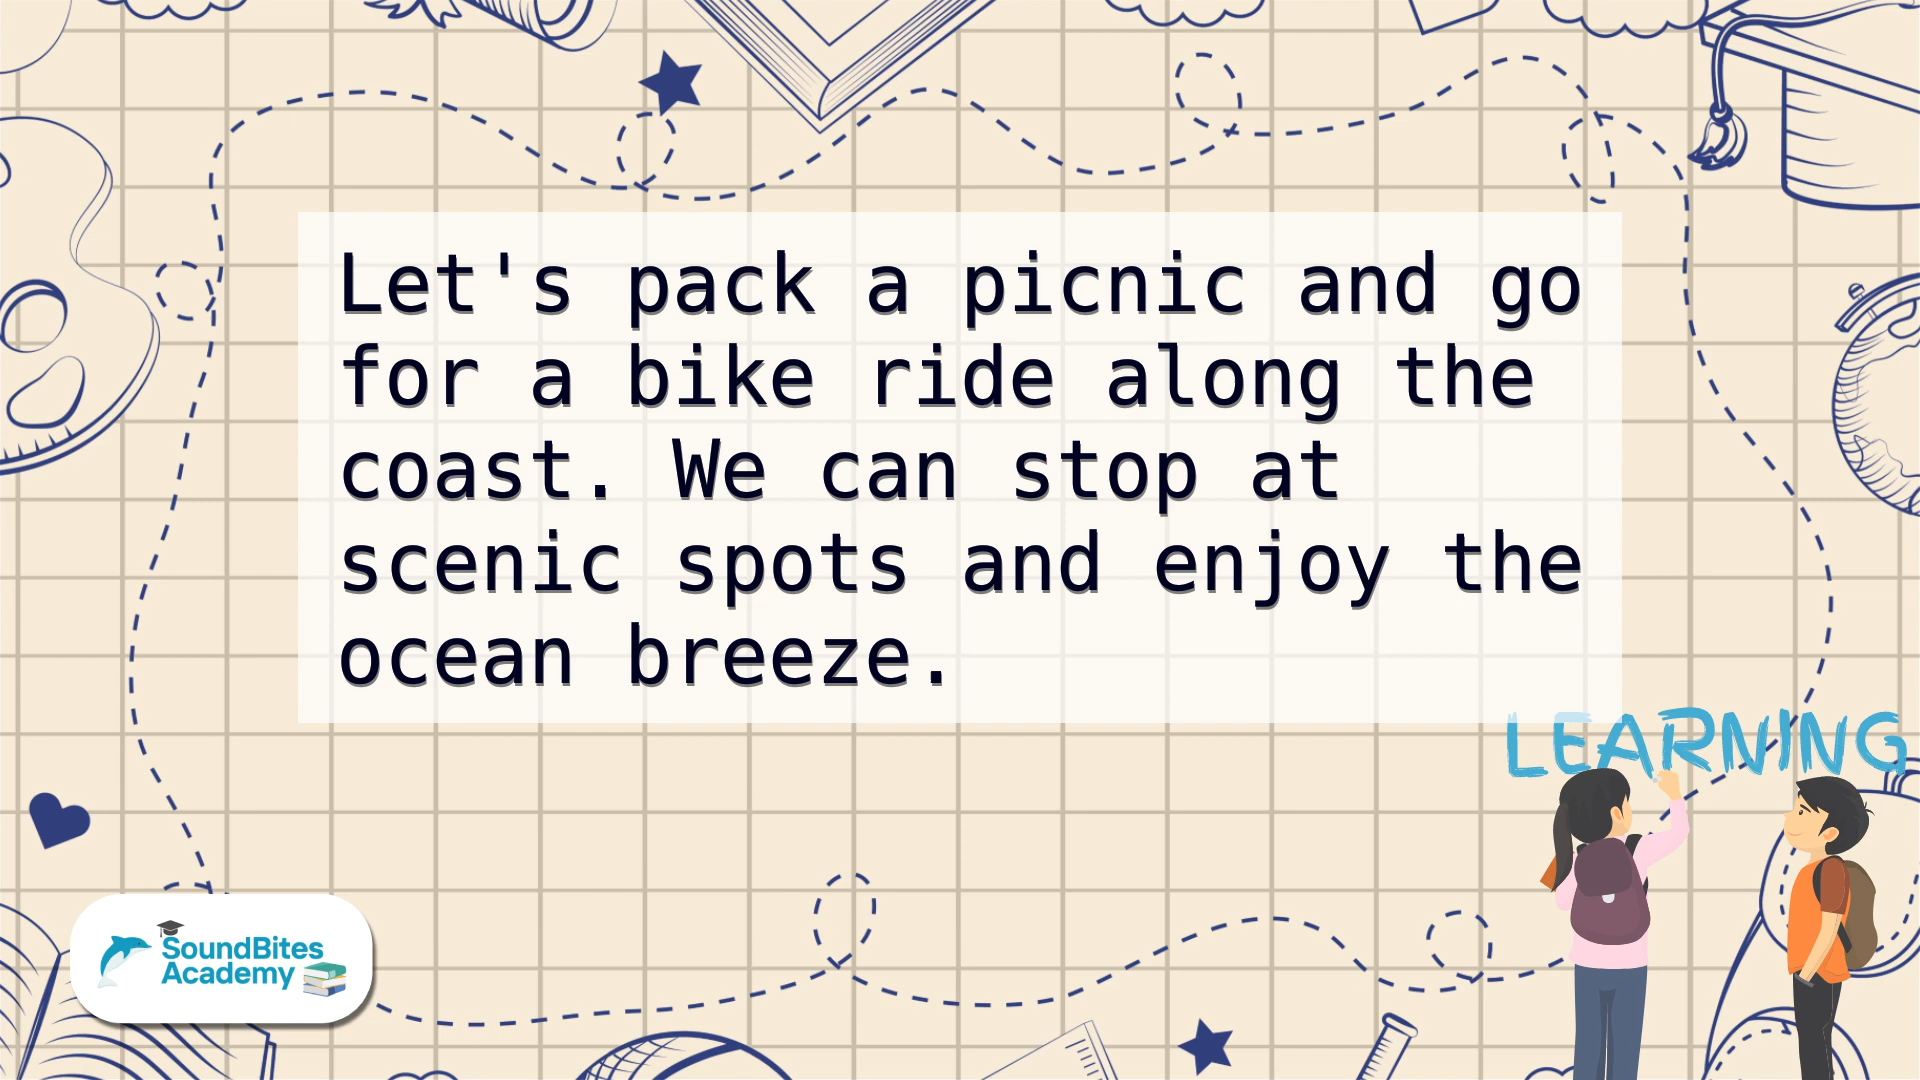 Let's pack a picnic and go
for a bike ride along the
coast. We can stop at
scenic spots and enjoy the
ocean breeze.
LEARNING
SoundBites
Academy